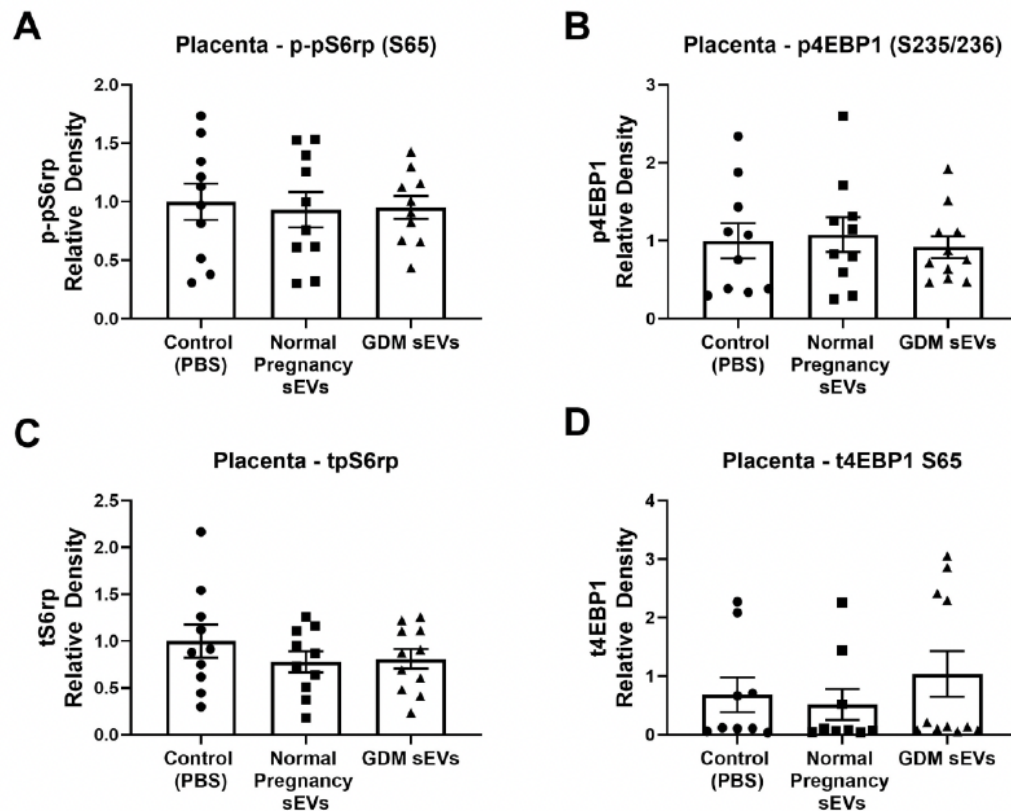 A
Placenta - p-pS6rp (S65)
p-pS6rp
Relative Density
2.0
1.5
1.0
0.5
0.0
Control
(PBS)
Normal
Pregnancy
sEVs
GDM sEVs
B
Placenta - p4EBP1 (S235/236)
p4EBP1
Relative Density
3
2
1
0
Control
(PBS)
Normal
Pregnancy
sEVs
GDM sEVs
C
Placenta - tpS6rp
tS6rp
Relative Density
2.5
2.0
1.5
1.0
0.5
0.0
Control
(PBS)
Normal
Pregnancy
sEVs
GDM sEVs
D
Placenta - t4EBP1 S65
t4EBP1
Relative Density
4
3
2
1
0
Control
(PBS)
Normal
Pregnancy
sEVs
GDM sEVs